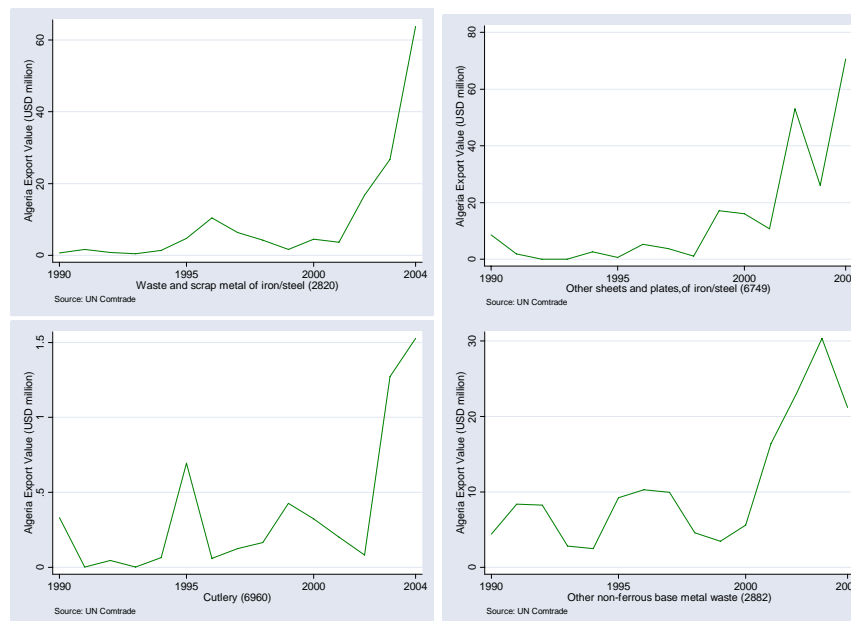 Algeria Export Value (USD million)
60
40
20
0
1990 1995 2000 2004
Waste and scrap metal of iron/steel (2820)
Source: UN Comtrade
Algeria Export Value (USD million)
80
60
40
20
0
1990 1995 2000 200
Other sheets and plates,of iron/steel (6749)
Source: UN Comtrade
Algeria Export Value (USD million)
1.5
1
.5
0
1990 1995 2000 2004
Cutlery (6960)
Source: UN Comtrade
Algeria Export Value (USD million)
30
20
10
0
1990 1995 2000 200
Other non-ferrous base metal waste (2882)
Source: UN Comtrade